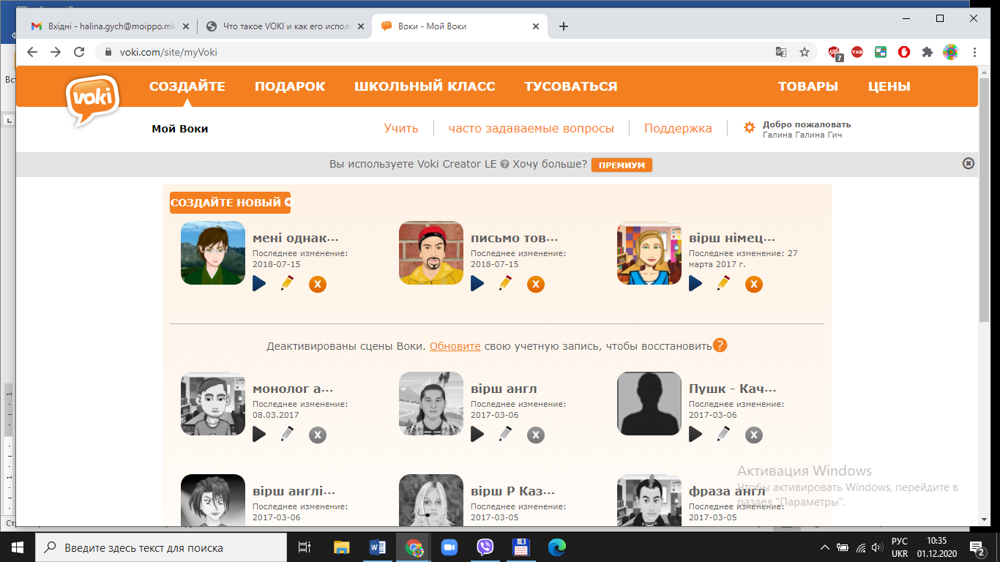 Вхідні - halina.gych@moippo.mk
Что такое VOKI и как его испол
Воки - Мой Воки
voki.com/site/myVoki
7
voki
СОЗДАЙТЕ
ПОДАРОК
ШКОЛЬНЫЙ КЛАСС
ТУСОВАТЬСЯ
ТОВАРЫ
ЦЕНЫ
Мой Воки
Учить
часто задаваемые вопросы
Поддержка
Добро пожаловать
Галина Галина Гич
Вы используете Voki Creator LE ? Хочу больше? ПРЕМИУМ
СОЗДАЙТЕ НОВЫЙ
мені однак...
Последнее изменение:
2018-07-15
X
письмо тов...
Последнее изменение:
2018-07-15
X
вірш німец...
Последнее изменение: 27
марта 2017 г.
X
Деактивированы сцены Воки. Обновите свою учетную запись, чтобы восстановить ?
монолог а...
Последнее изменение:
08.03.2017
X
вірш англ
Последнее изменение:
2017-03-06
X
Пушк - Кач...
Последнее изменение:
2017-03-06
X
вірш англі...
Последнее изменение:
2017-03-06
вірш Р Каз...
Последнее изменение:
2017-03-05
фраза англ
Последнее изменение:
2017-03-05
Активация Windows
Чтобы активировать Windows, перейдите в
раздел "Параметры".
Введите здесь текст для поиска
РУС
UKR
10:35
01.12.2020
2